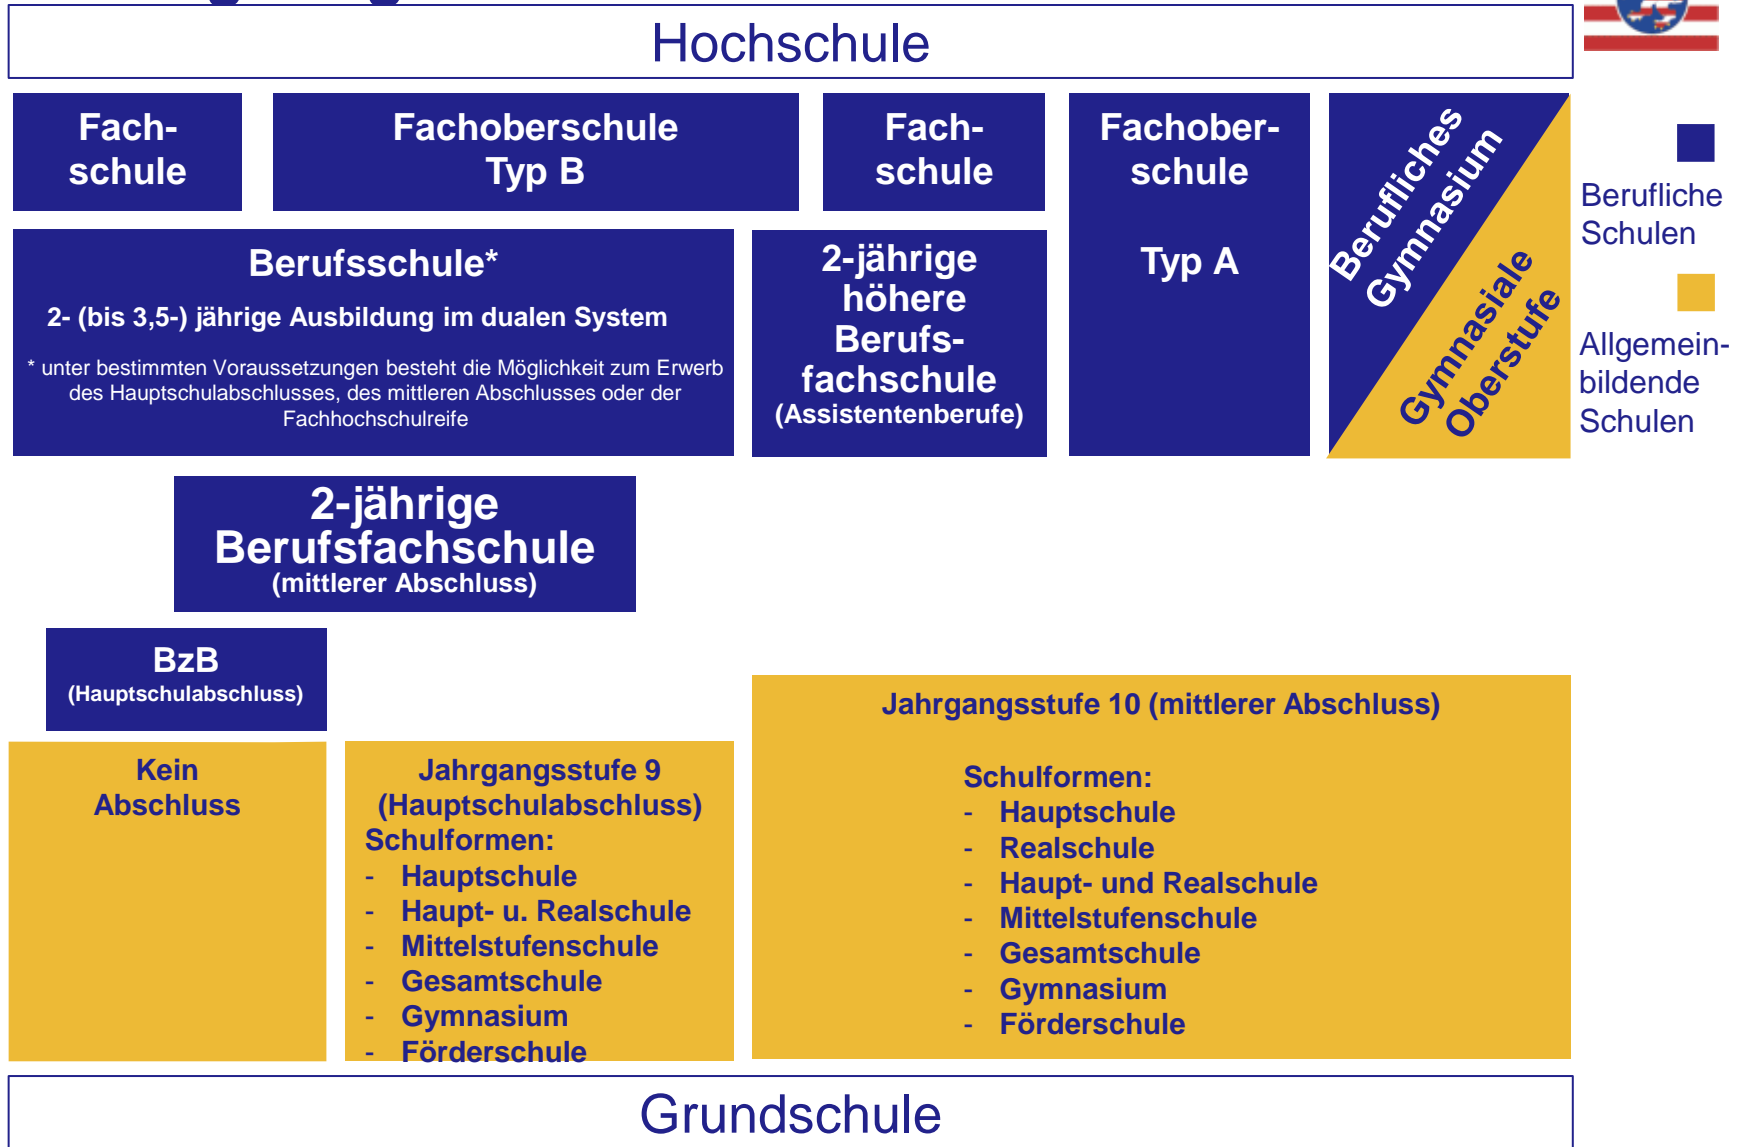 Hochschule
Fach-
schule
Fachoberschule
Typ B
Fach-
schule
Fachober-
schule
Typ A
Berufliches
Gymnasium
Gymnasiale
Oberstufe
Berufliche
Schulen
Allgemein-
bildende
Schulen
Berufsschule*
2- (bis 3,5-) jährige Ausbildung im dualen System
* unter bestimmten Voraussetzungen besteht die Möglichkeit zum Erwerb
des Hauptschulabschlusses, des mittleren Abschlusses oder der
Fachhochschulreife
2-jährige
höhere
Berufs-
fachschule
(Assistentenberufe)
2-jährige
Berufsfachschule
(mittlerer Abschluss)
BzB
(Hauptschulabschluss)
Kein
Abschluss
Jahrgangsstufe 9
(Hauptschulabschluss)
Schulformen:
- Hauptschule
- Haupt- u. Realschule
- Mittelstufenschule
- Gesamtschule
- Gymnasium
- Förderschule
Jahrgangsstufe 10 (mittlerer Abschluss)
Schulformen:
- Hauptschule
- Realschule
- Haupt- und Realschule
- Mittelstufenschule
- Gesamtschule
- Gymnasium
- Förderschule
Grundschule